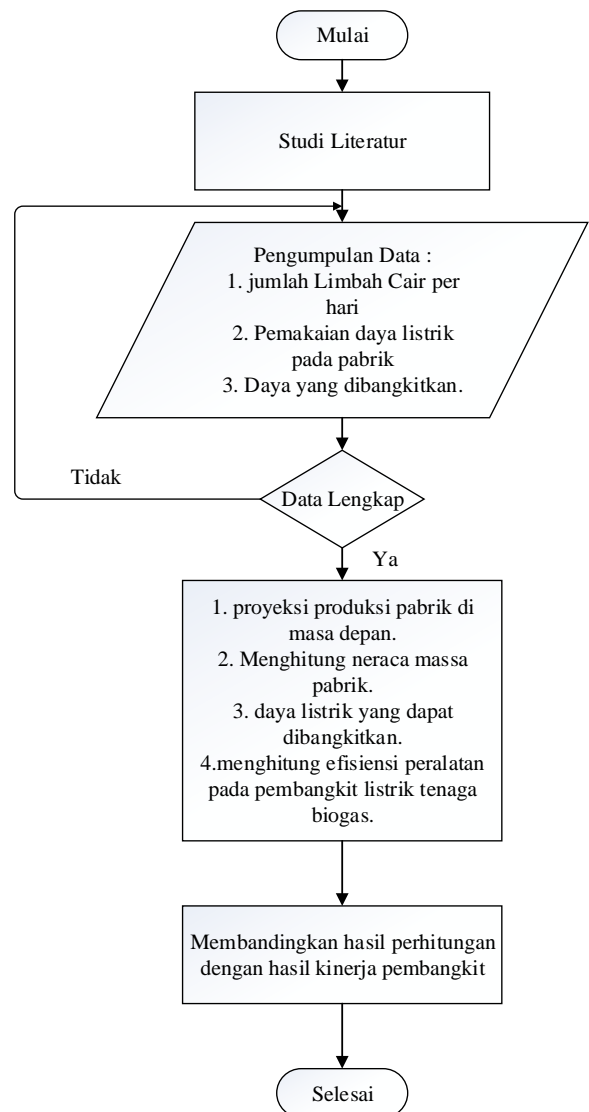 Mulai
Studi Literatur
Pengumpulan Data :
1. jumlah Limbah Cair per
hari
2. Pemakaian daya listrik
pada pabrik
3. Daya yang dibangkitkan.
Tidak
Data Lengkap
Ya
1. proyeksi produksi pabrik di
masa depan.
2. Menghitung neraca massa
pabrik.
3. daya listrik yang dapat
dibangkitkan.
4.menghitung efisiensi peralatan
pada pembangkit listrik tenaga
biogas.
Membandingkan hasil perhitungan
dengan hasil kinerja pembangkit
Selesai